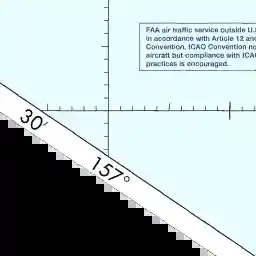 FAA air traffic service outside U.S
in accordance with Article 12 and
Convention. ICAO Convention no
aircraft but compliance with ICAO
practices is encouraged.
30′
157°